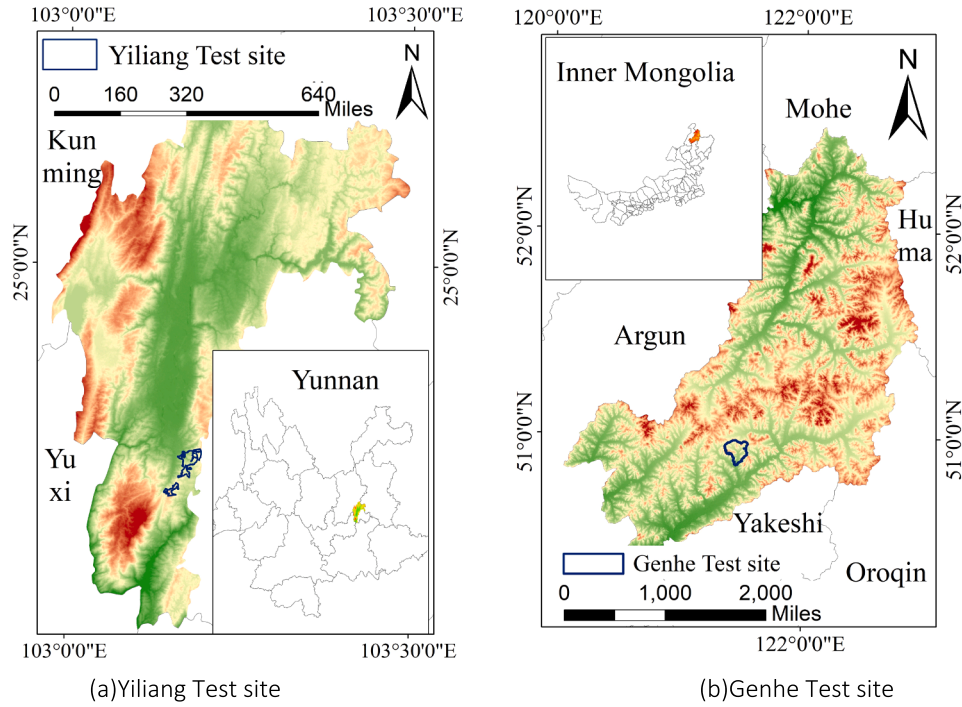 103°0'0"E
103°30'0"E
Yiliang Test site
N
0 160 320 640
Miles
Kun
ming
25°0'0"N
25°0'0"N
Yunnan
Yu
xi
103°0'0"E
103°30'0"E
(a)Yiliang Test site
120°0'0"E
122°0'0"E
Inner Mongolia
N
Mohe
Hu
ma
52°0'0"N
52°0'0"N
Argun
51°0'0"N
51°0'0"N
Yakeshi
Genhe Test site
Oroqin
0 1,000 2,000
Miles
122°0'0"E
(b)Genhe Test site